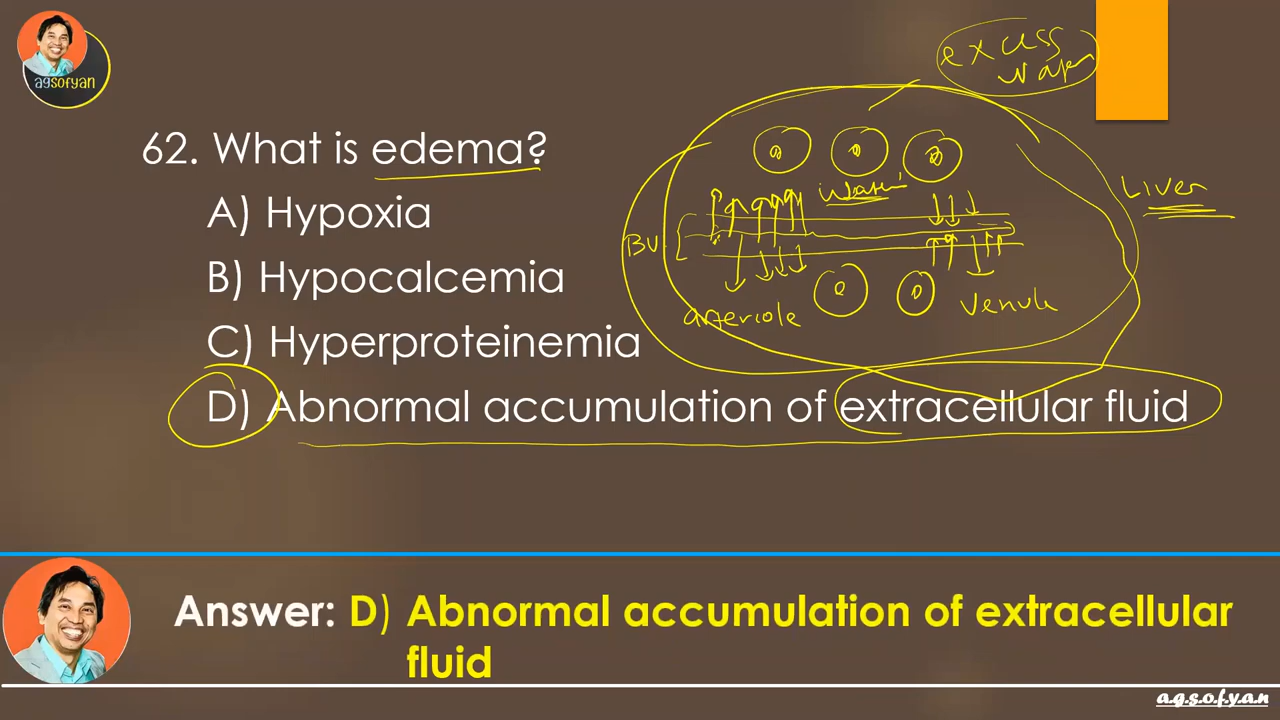 agsofyan
excess
water
62. What is edema?
A) Hypoxia
B) Hypocalcemia
C) Hyperproteinemia
D) Abnormal accumulation of extracellular fluid
water
Liver
BV
arteriole
venule
Answer: D) Abnormal accumulation of extracellular
fluid
a.g.s.o.f.y.a.n